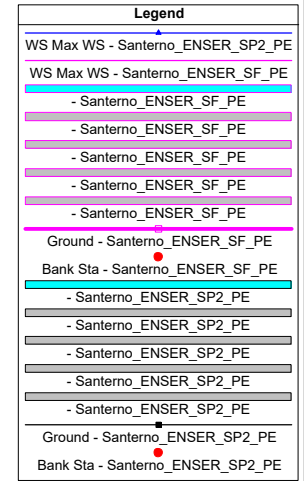 Legend
WS Max WS - Santerno_ENSER_SP2_PE
WS Max WS - Santerno_ENSER_SF_PE
- Santerno_ENSER_SF_PE
- Santerno_ENSER_SF_PE
- Santerno_ENSER_SF_PE
- Santerno_ENSER_SF_PE
- Santerno_ENSER_SF_PE
Ground - Santerno_ENSER_SF_PE
Bank Sta - Santerno_ENSER_SF_PE
- Santerno_ENSER_SP2_PE
- Santerno_ENSER_SP2_PE
- Santerno_ENSER_SP2_PE
- Santerno_ENSER_SP2_PE
- Santerno_ENSER_SP2_PE
Ground - Santerno_ENSER_SP2_PE
Bank Sta - Santerno_ENSER_SP2_PE